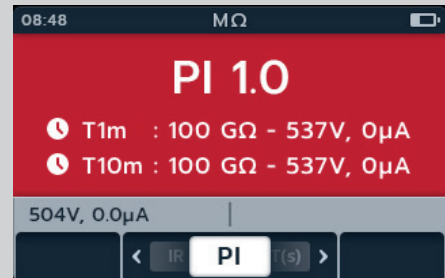 08:48 MΩ
PI 1.0
T1m : 100 GΩ - 537V, 0µA
T10m : 100 GΩ - 537V, 0µA
504V, 0.0µA
< IR PI T(s) >